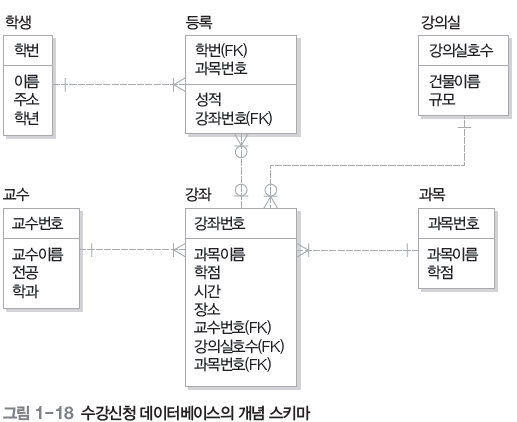 학생
학번
이름
주소
학년
등록
학번(FK)
과목번호
성적
강좌번호(FK)
강의실
강의실호수
건물이름
규모
교수
교수번호
교수이름
전공
학과
강좌
강좌번호
과목이름
학점
시간
장소
교수번호(FK)
강의실호수(FK)
과목번호(FK)
과목
과목번호
과목이름
학점
그림 1-18 수강신청 데이터베이스의 개념 스키마